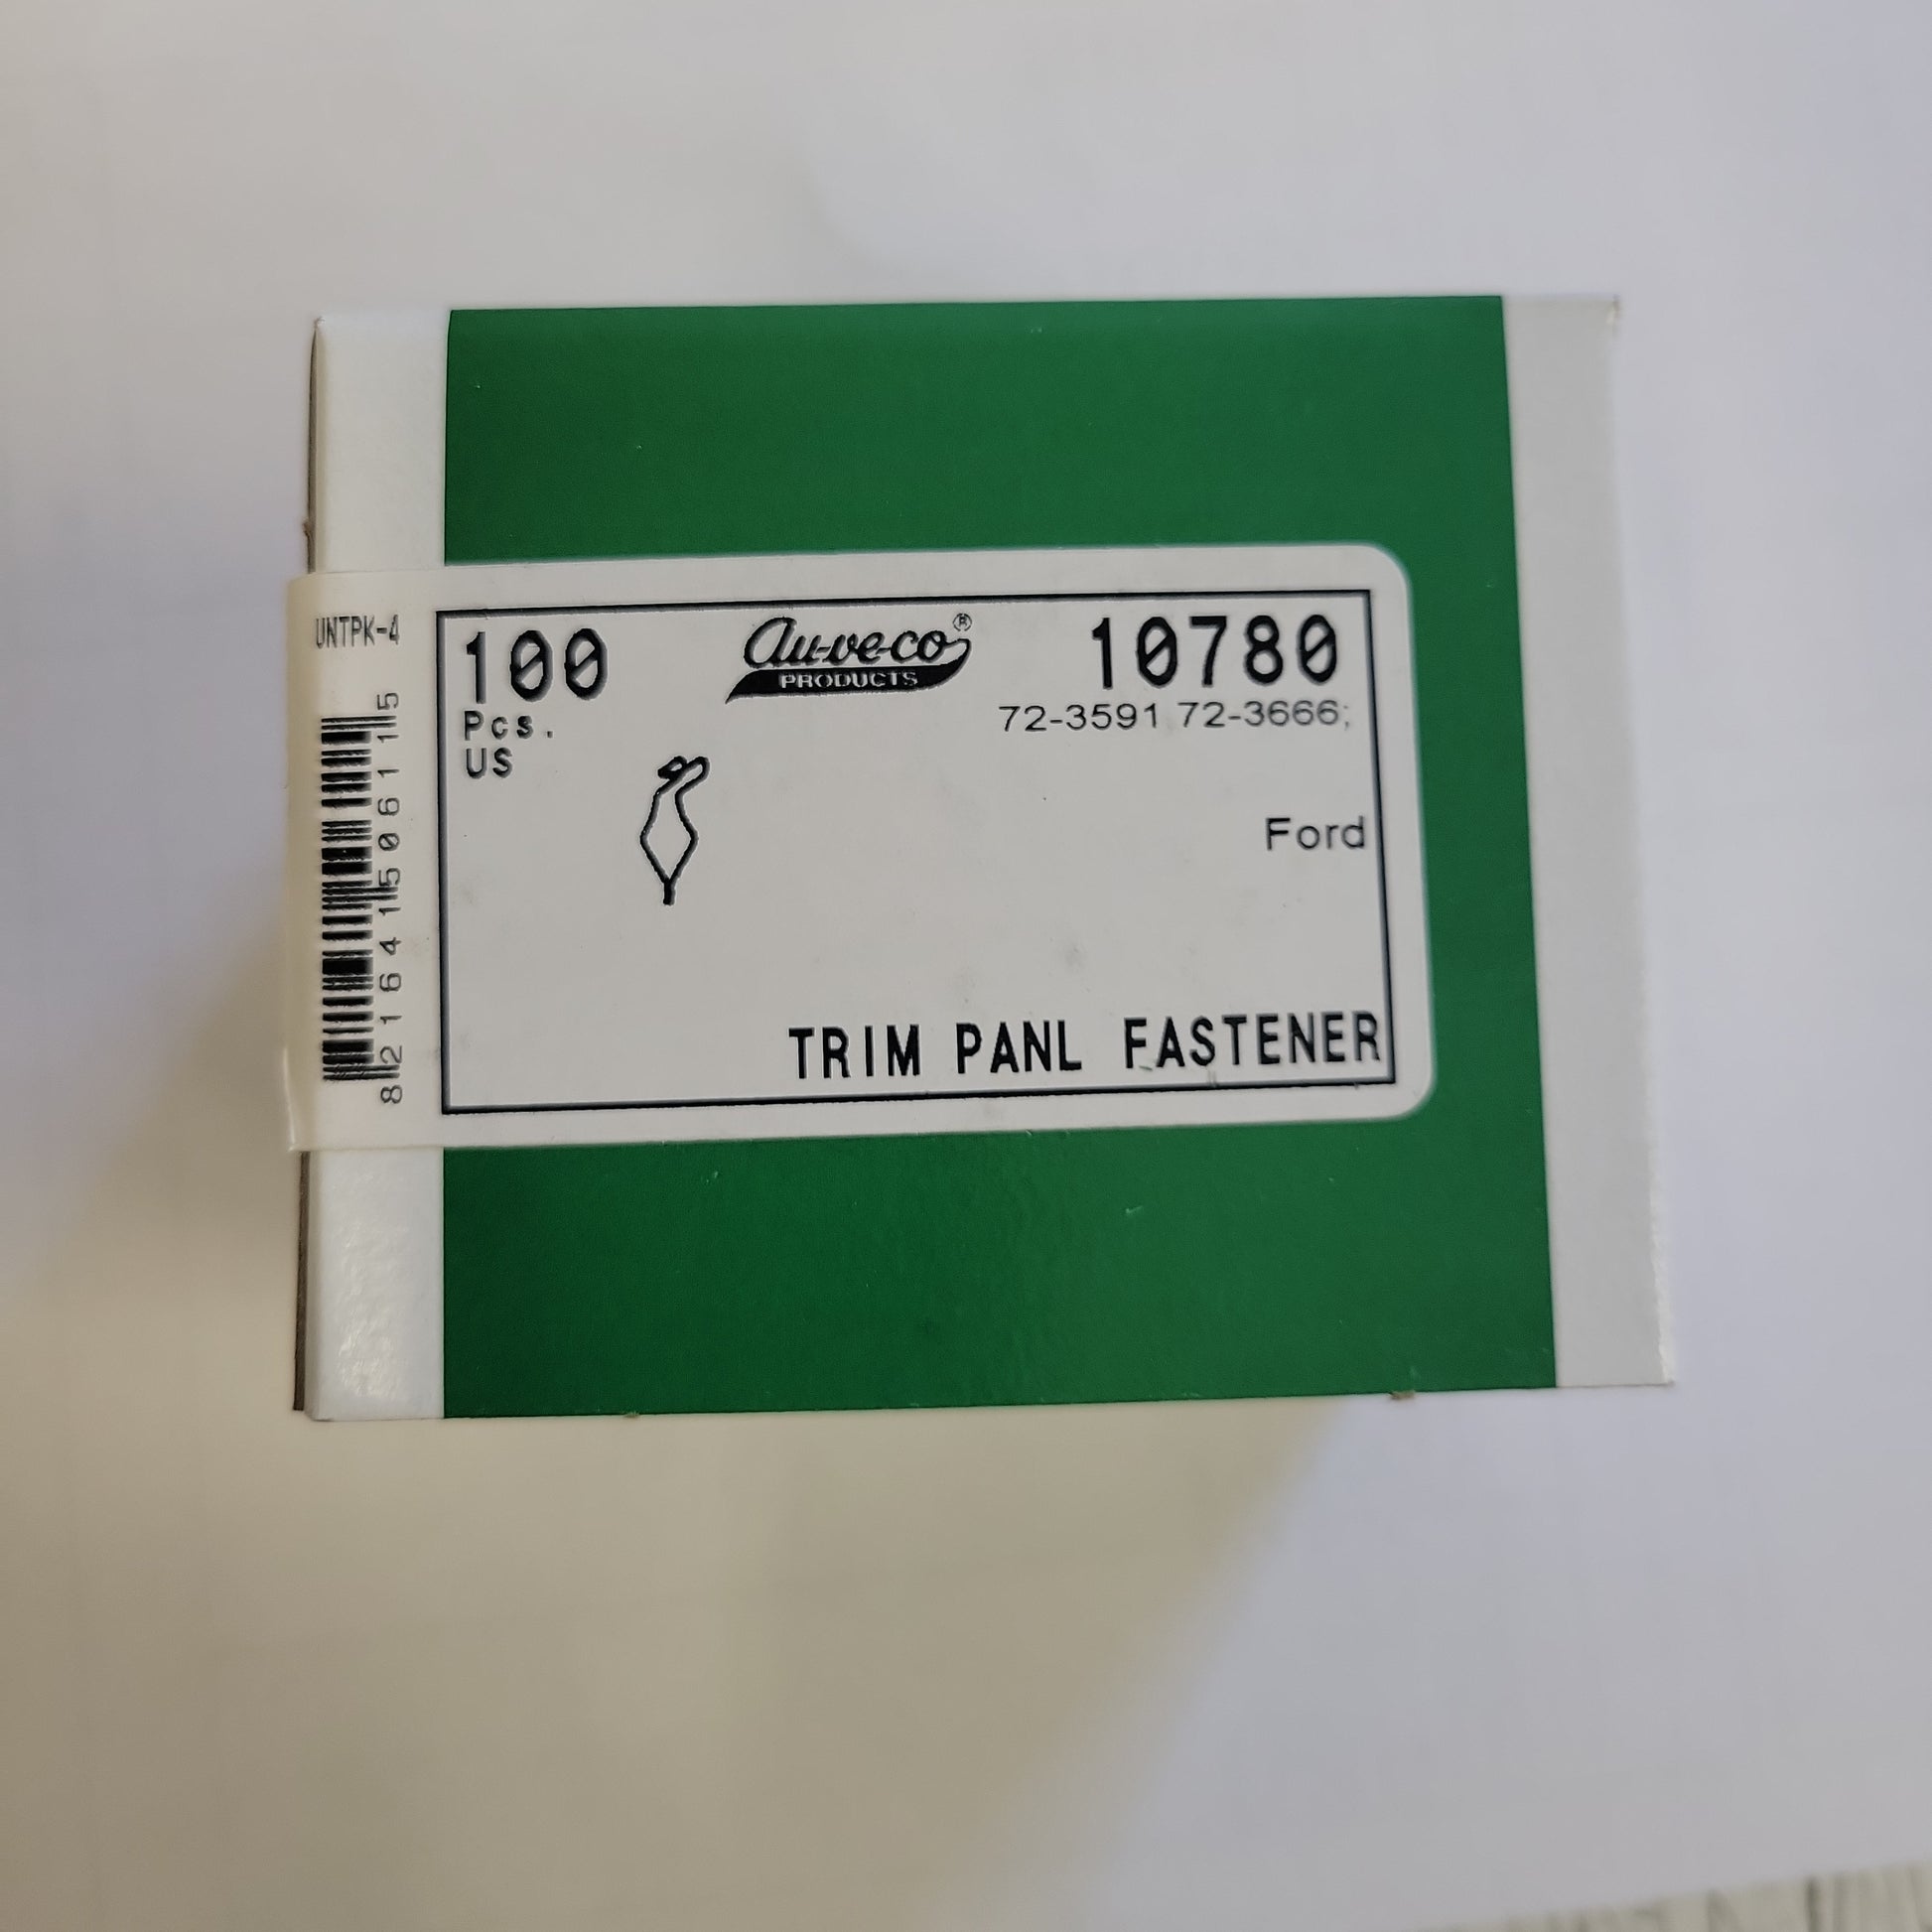 UNTPK-4
8 21641 50611 5
100
Pcs.
US
Au-ve-co®
PRODUCTS
10780
72-3591 72-3666;
Ford
TRIM PANL FASTENER